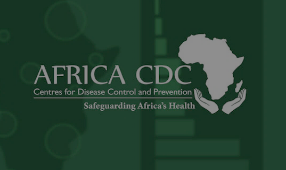 AFRICA CDC
Centres for Disease Control and Prevention
Safeguarding Africa's Health